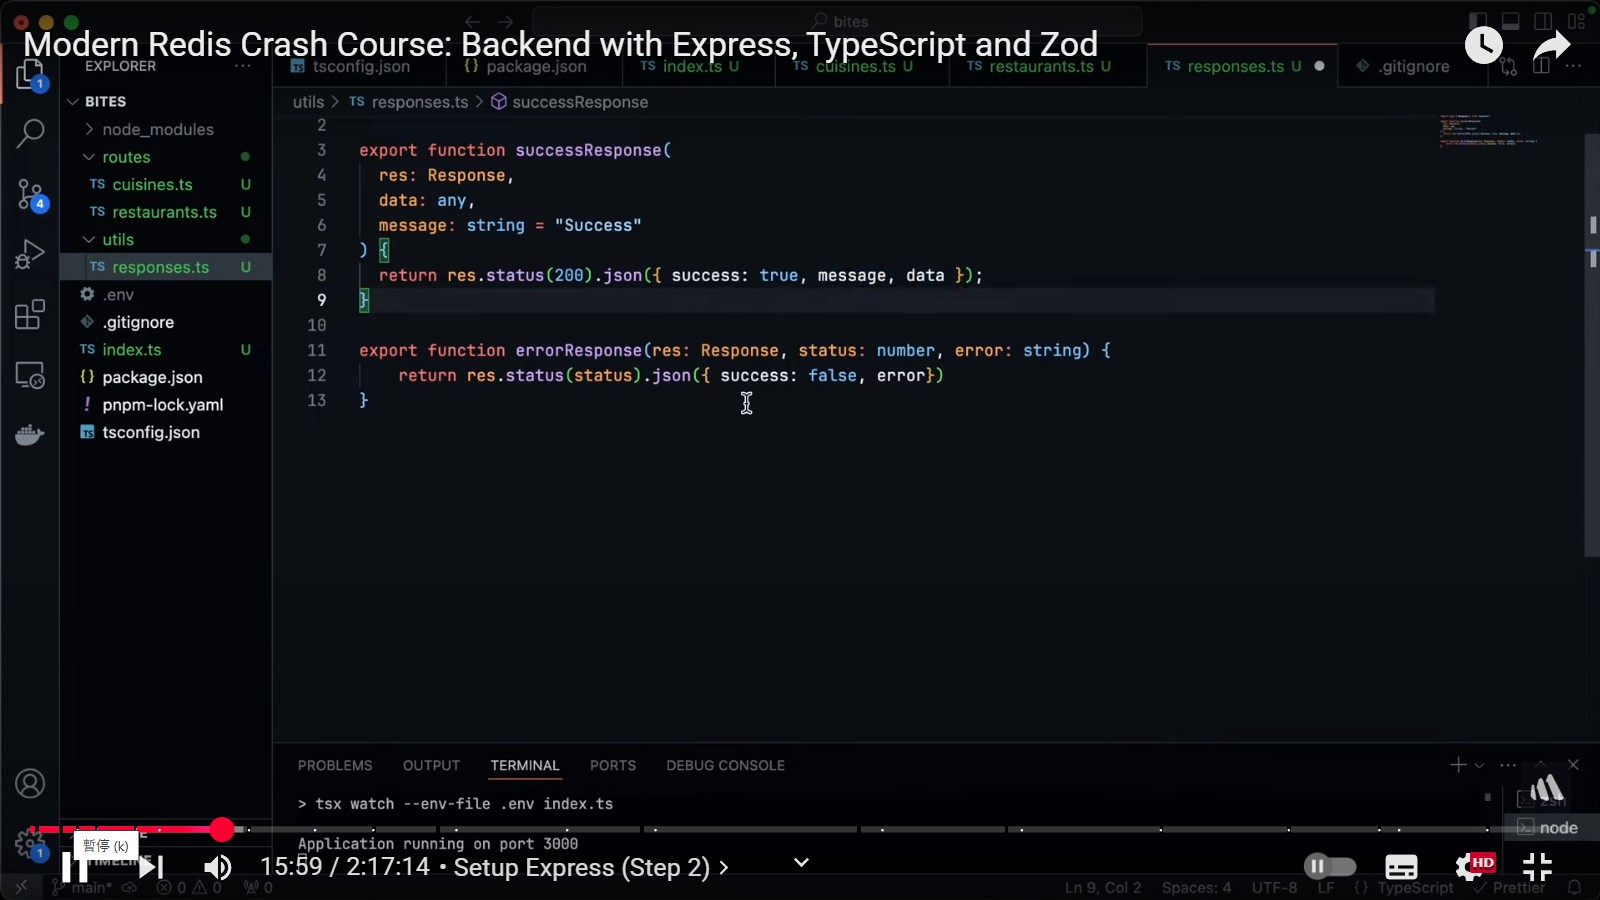 bites
Modern Redis Crash Course: Backend with Express, TypeScript and Zod
EXPLORER
tsconfig.json
{} package.json
TS index.ts U
TS cuisines.ts U
TS restaurants.ts U
TS responses.ts U
.gitignore
1
BITES
node_modules
routes
TS cuisines.ts U
TS restaurants.ts U
utils
TS responses.ts U
.env
.gitignore
TS index.ts U
{} package.json
! pnpm-lock.yaml
TS tsconfig.json
4
utils > TS responses.ts > successResponse
2
3 export function successResponse(
4 res: Response,
5 data: any,
6 message: string = "Success"
7 ) {
8 return res.status(200).json({ success: true, message, data });
9 }
10
11 export function errorResponse(res: Response, status: number, error: string) {
12 return res.status(status).json({ success: false, error})
13 }
PROBLEMS OUTPUT TERMINAL PORTS DEBUG CONSOLE
> tsx watch --env-file .env index.ts
Application running on port 3000
zsh
node
暫停 (k)
1
TIMELINE
15:59 / 2:17:14 • Setup Express (Step 2) >
HD
main* 0 0 0
Ln 9, Col 2 Spaces: 4 UTF-8 LF {} TypeScript Prettier